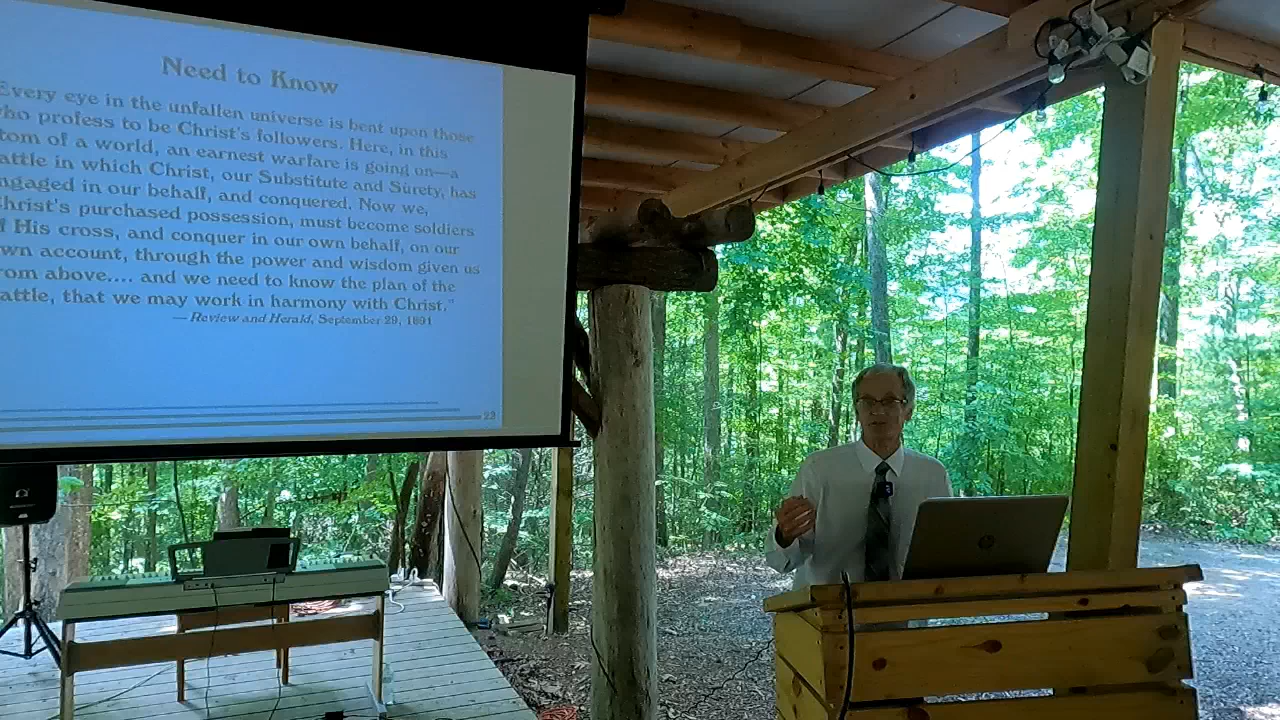 Need to Know
Every eye in the unfallen universe is bent upon those
who profess to be Christ's followers. Here, in this
tom of a world, an earnest warfare is going on—a
attle in which Christ, our Substitute and Surety, has
ngaged in our behalf, and conquered. Now we,
Christ's purchased possession, must become soldiers
f His cross, and conquer in our own behalf, on our
wn account, through the power and wisdom given us
rom above.... and we need to know the plan of the
attle, that we may work in harmony with Christ."
—Review and Herald, September 29, 1891
22
hp